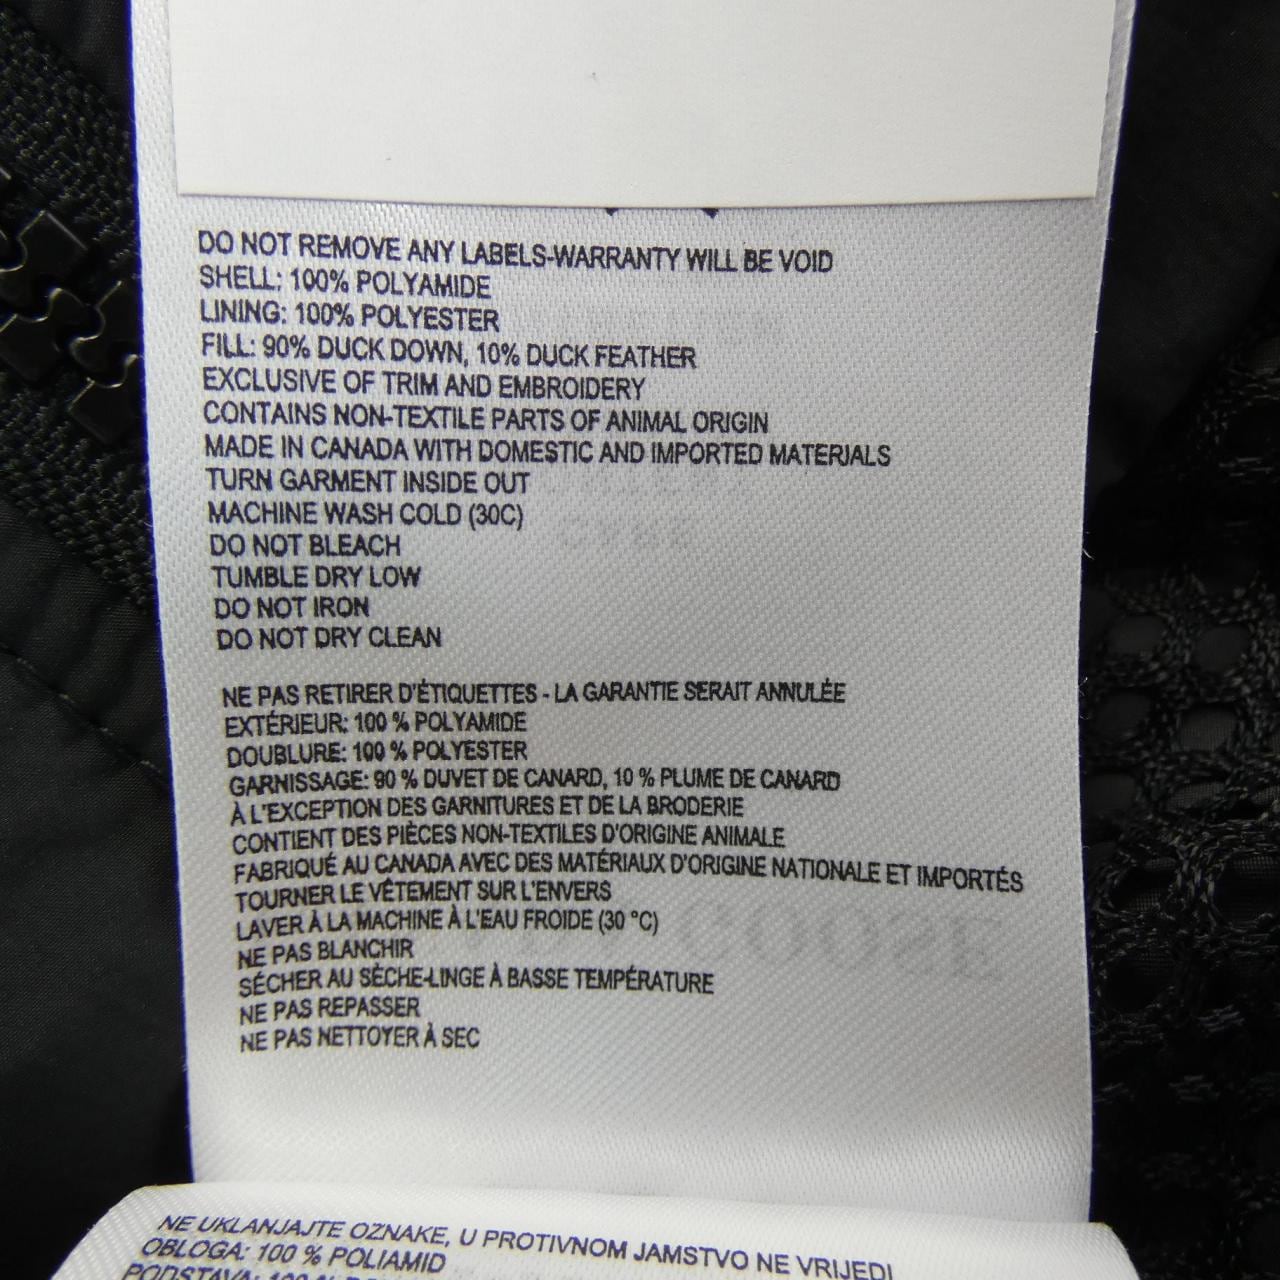 DO NOT REMOVE ANY LABELS-WARRANTY WILL BE VOID
SHELL: 100% POLYAMIDE
LINING: 100% POLYESTER
FILL: 90% DUCK DOWN, 10% DUCK FEATHER
EXCLUSIVE OF TRIM AND EMBROIDERY
CONTAINS NON-TEXTILE PARTS OF ANIMAL ORIGIN
MADE IN CANADA WITH DOMESTIC AND IMPORTED MATERIALS
TURN GARMENT INSIDE OUT
MACHINE WASH COLD (30C)
DO NOT BLEACH
TUMBLE DRY LOW
DO NOT IRON
DO NOT DRY CLEAN
NE PAS RETIRER D'ÉTIQUETTES - LA GARANTIE SERAIT ANNULÉE
EXTÉRIEUR: 100 % POLYAMIDE
DOUBLURE: 100 % POLYESTER
GARNISSAGE: 90 % DUVET DE CANARD, 10 % PLUME DE CANARD
À L'EXCEPTION DES GARNITURES ET DE LA BRODERIE
CONTIENT DES PIÈCES NON-TEXTILES D'ORIGINE ANIMALE
FABRIQUÉ AU CANADA AVEC DES MATÉRIAUX D'ORIGINE NATIONALE ET IMPORTÉS
TOURNER LE VÊTEMENT SUR L'ENVERS
LAVER À LA MACHINE À L'EAU FROIDE (30 °C)
NE PAS BLANCHIR
SÉCHER AU SÈCHE-LINGE À BASSE TEMPÉRATURE
NE PAS REPASSER
NE PAS NETTOYER À SEC
NE UKLANJAJTE OZNAKE, U PROTIVNOM JAMSTVO NE VRIJEDI
OBLOGA: 100 % POLIAMID
PODSTAVA: 100 %